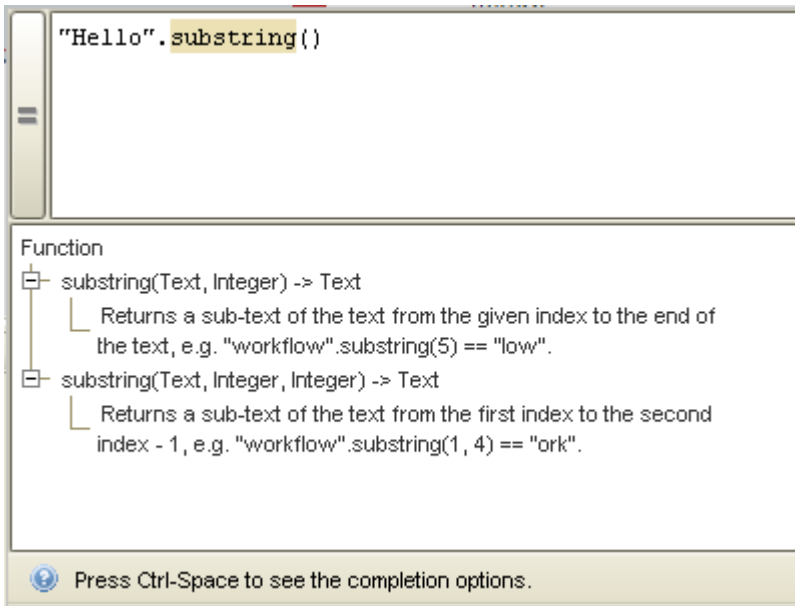 "Hello".substring()
Function
substring(Text, Integer) -> Text
Returns a sub-text of the text from the given index to the end of
the text, e.g. "workflow".substring(5) == "low".
substring(Text, Integer, Integer) -> Text
Returns a sub-text of the text from the first index to the second
index - 1, e.g. "workflow".substring(1, 4) == "ork".
Press Ctrl-Space to see the completion options.